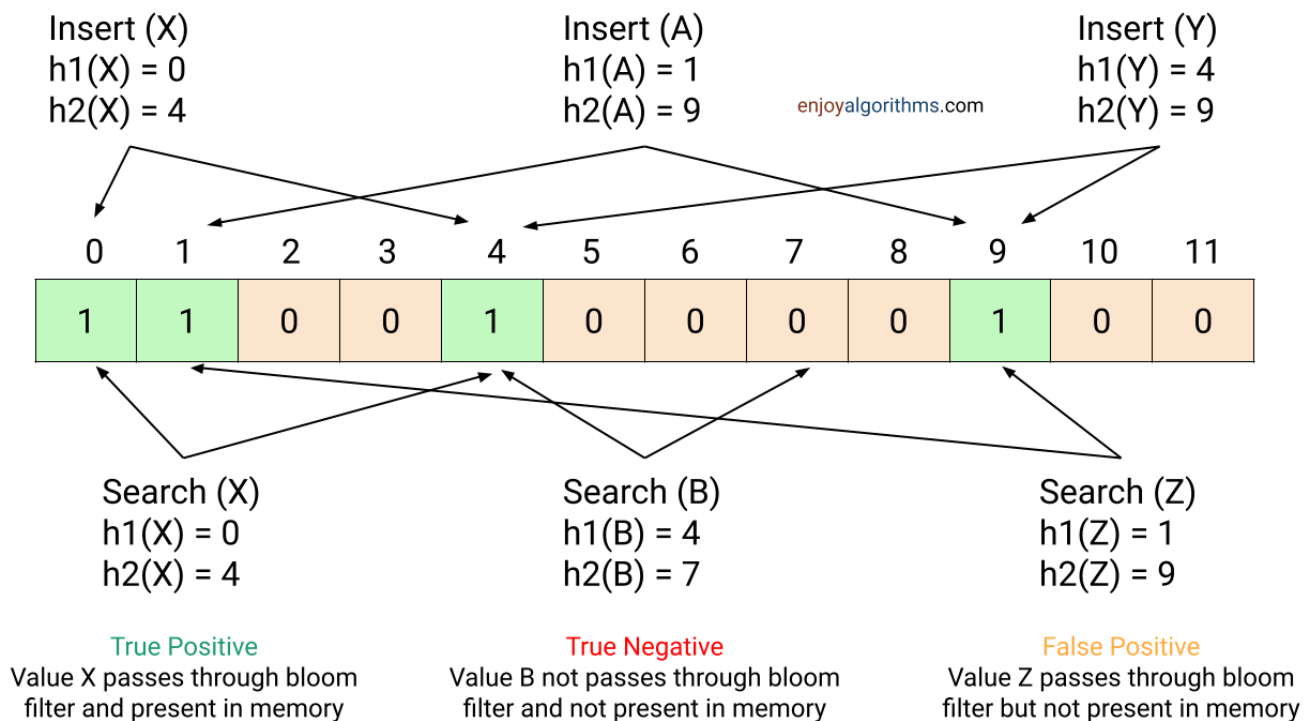 Insert (X)
h1(X) = 0
h2(X) = 4
Insert (A)
h1(A) = 1
h2(A) = 9
enjoyalgorithms.com
Insert (Y)
h1(Y) = 4
h2(Y) = 9
0 1 2 3 4 5 6 7 8 9 10 11
1 1 0 0 1 0 0 0 0 1 0 0
Search (X)
h1(X) = 0
h2(X) = 4
Search (B)
h1(B) = 4
h2(B) = 7
Search (Z)
h1(Z) = 1
h2(Z) = 9
True Positive
Value X passes through bloom
filter and present in memory
True Negative
Value B not passes through bloom
filter and not present in memory
False Positive
Value Z passes through bloom
filter but not present in memory